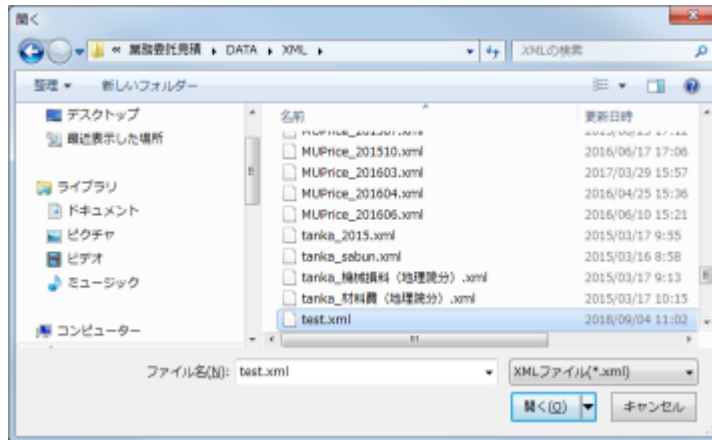 開く
« 業務委託見積 ▸ DATA ▸ XML ▸
XMLの検索
整理 ▼ 新しいフォルダー
デスクトップ
最近表示した場所
ライブラリ
ドキュメント
ピクチャ
ビデオ
ミュージック
コンピューター
名前 更新日時
MUPrice_201507.xml
MUPrice_201510.xml 2016/06/17 17:06
MUPrice_201603.xml 2017/03/29 15:57
MUPrice_201604.xml 2016/04/25 15:36
MUPrice_201606.xml 2016/06/10 15:21
tanka_2015.xml 2015/03/17 9:55
tanka_sabun.xml 2015/03/16 8:58
tanka_機械損料（地理院分）.xml 2015/03/17 9:13
tanka_材料費（地理院分）.xml 2015/03/17 10:15
test.xml 2018/09/04 11:02
ファイル名(N): test.xml
XMLファイル(*.xml)
開く(O)
キャンセル